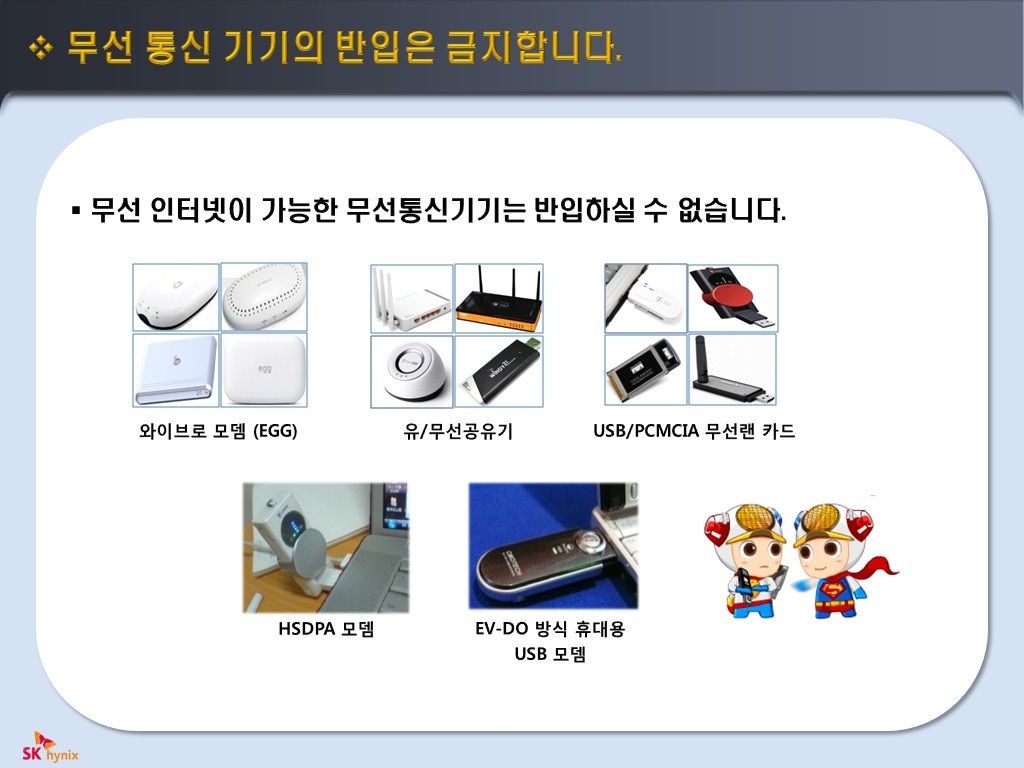 ❖ 무선 통신 기기의 반입은 금지합니다.
▪ 무선 인터넷이 가능한 무선통신기기는 반입하실 수 없습니다.
egg
와이브로 모뎀 (EGG)
유/무선공유기
USB/PCMCIA 무선랜 카드
HSDPA 모뎀
EV-DO 방식 휴대용
USB 모뎀
SK hynix